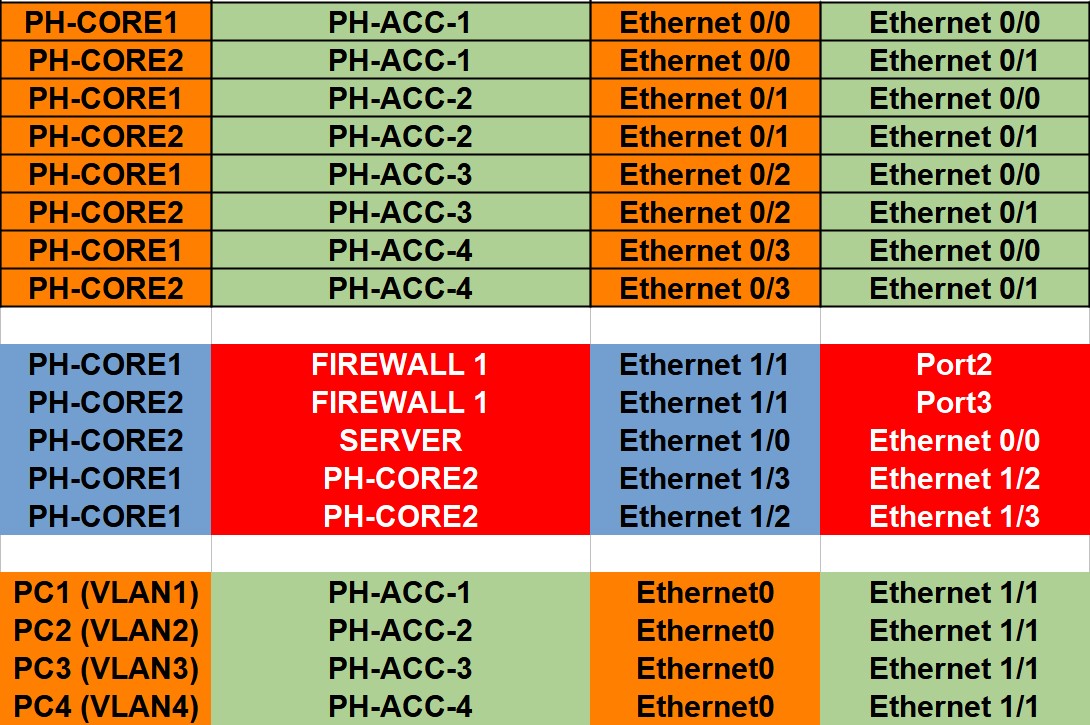 PH-CORE1 PH-ACC-1 Ethernet 0/0 Ethernet 0/0
PH-CORE2 PH-ACC-1 Ethernet 0/0 Ethernet 0/1
PH-CORE1 PH-ACC-2 Ethernet 0/1 Ethernet 0/0
PH-CORE2 PH-ACC-2 Ethernet 0/1 Ethernet 0/1
PH-CORE1 PH-ACC-3 Ethernet 0/2 Ethernet 0/0
PH-CORE2 PH-ACC-3 Ethernet 0/2 Ethernet 0/1
PH-CORE1 PH-ACC-4 Ethernet 0/3 Ethernet 0/0
PH-CORE2 PH-ACC-4 Ethernet 0/3 Ethernet 0/1
PH-CORE1 FIREWALL 1 Ethernet 1/1 Port2
PH-CORE2 FIREWALL 1 Ethernet 1/1 Port3
PH-CORE2 SERVER Ethernet 1/0 Ethernet 0/0
PH-CORE1 PH-CORE2 Ethernet 1/3 Ethernet 1/2
PH-CORE1 PH-CORE2 Ethernet 1/2 Ethernet 1/3
PC1 (VLAN1) PH-ACC-1 Ethernet0 Ethernet 1/1
PC2 (VLAN2) PH-ACC-2 Ethernet0 Ethernet 1/1
PC3 (VLAN3) PH-ACC-3 Ethernet0 Ethernet 1/1
PC4 (VLAN4) PH-ACC-4 Ethernet0 Ethernet 1/1